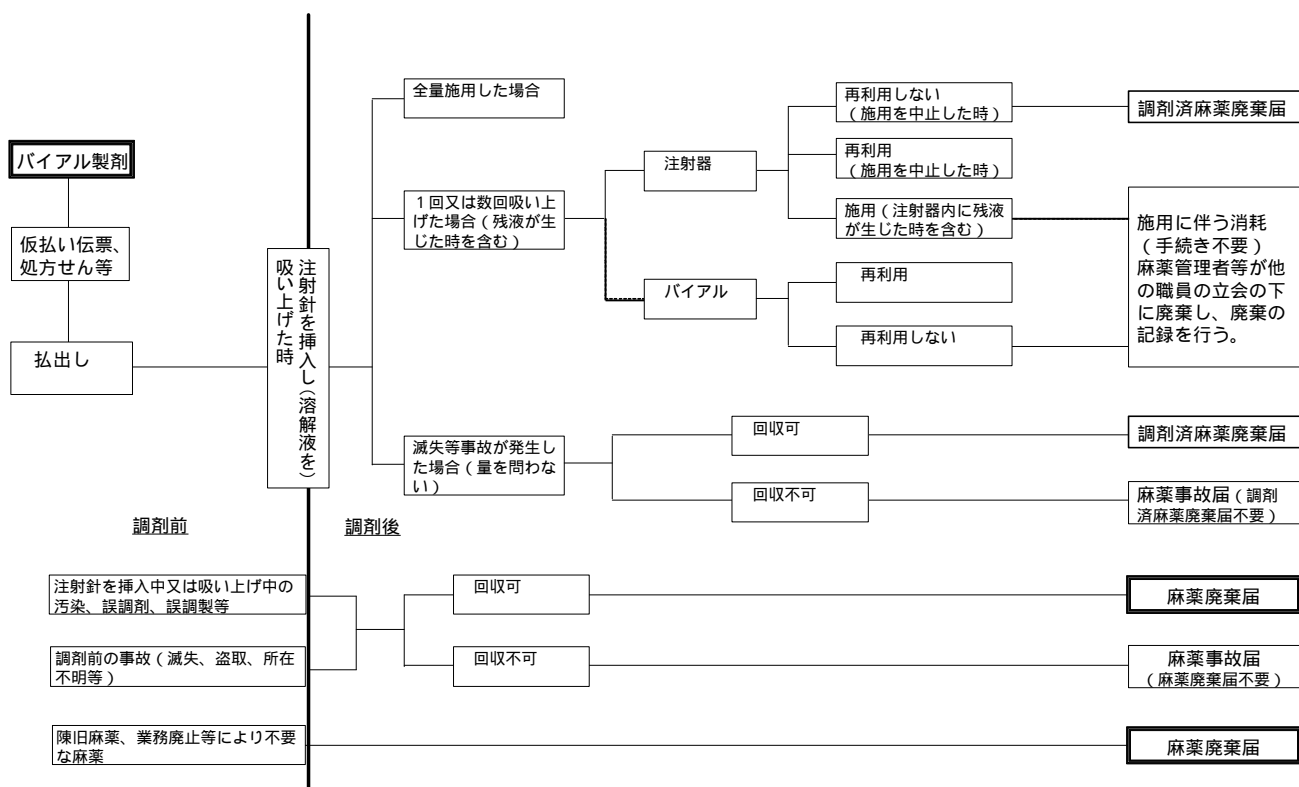 バイアル製剤
仮払い伝票、
処方せん等
払出し
注射針を挿入し（溶解液を）
吸い上げた時
全量施用した場合
１回又は数回吸い上
げた場合（残液が生
じた時を含む）
注射器
再利用しない
（施用を中止した時）
調剤済麻薬廃棄届
再利用
（施用を中止した時）
施用（注射器内に残液
が生じた時を含む）
施用に伴う消耗
（手続き不要）
麻薬管理者等が他
の職員の立会の下
に廃棄し、廃棄の
記録を行う。
バイアル
再利用
再利用しない
滅失等事故が発生し
た場合（量を問わな
い）
回収可
調剤済麻薬廃棄届
回収不可
麻薬事故届（調剤
済麻薬廃棄届不要）
調剤前
調剤後
注射針を挿入中又は吸い上げ中の
汚染、誤調剤、誤調製等
回収可
麻薬廃棄届
調剤前の事故（滅失、盗取、所在
不明等）
回収不可
麻薬事故届
（麻薬廃棄届不要）
陳旧麻薬、業務廃止等により不要
な麻薬
麻薬廃棄届